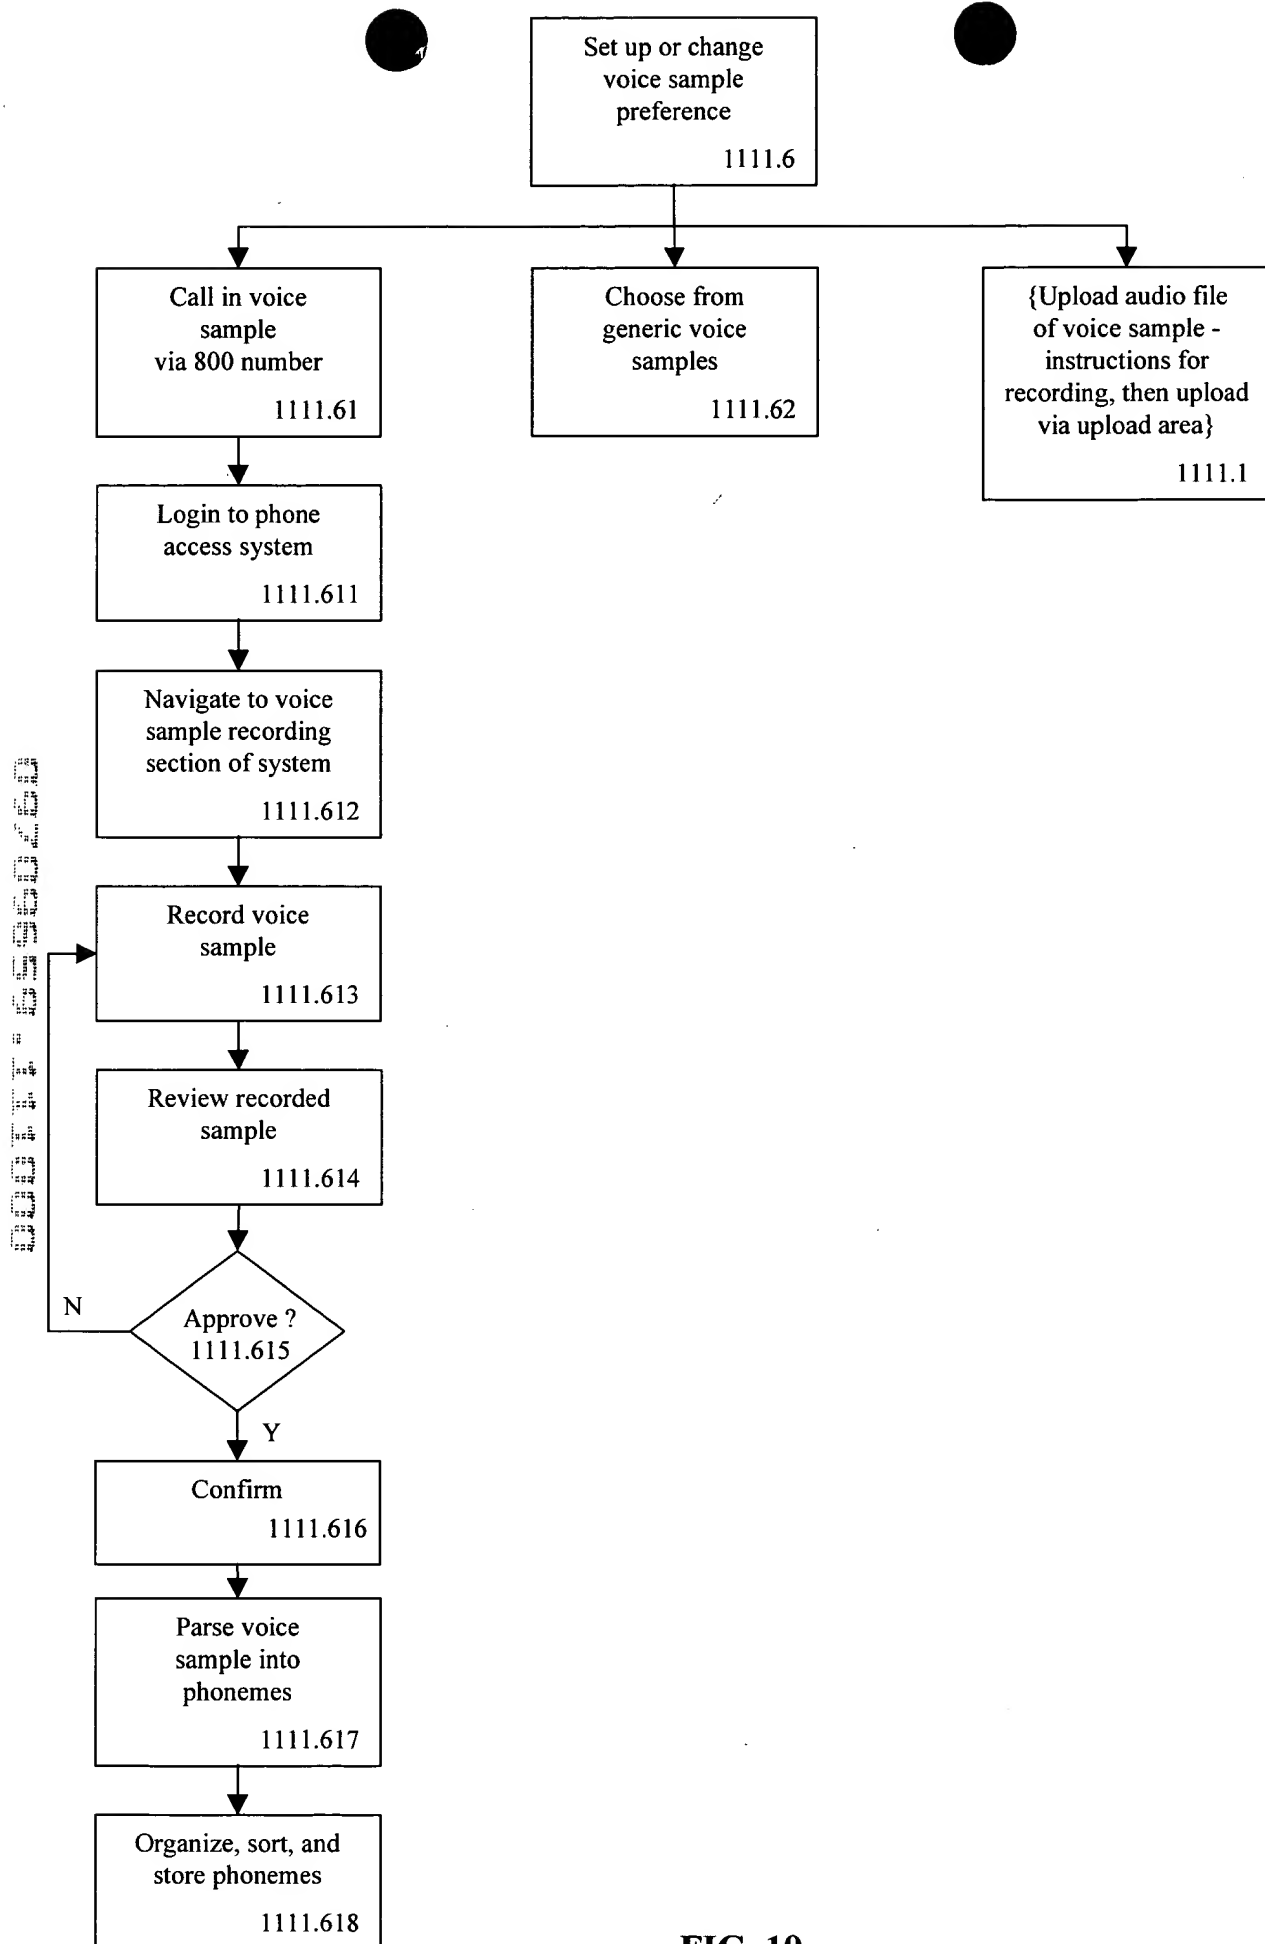 Set up or change
voice sample
preference
1111.6
Call in voice
sample
via 800 number
1111.61
Choose from
generic voice
samples
1111.62
{Upload audio file
of voice sample -
instructions for
recording, then upload
via upload area}
1111.1
Login to phone
access system
1111.611
Navigate to voice
sample recording
section of system
1111.612
Record voice
sample
1111.613
Review recorded
sample
1111.614
N
Approve ?
1111.615
Y
Confirm
1111.616
Parse voice
sample into
phonemes
1111.617
Organize, sort, and
store phonemes
1111.618